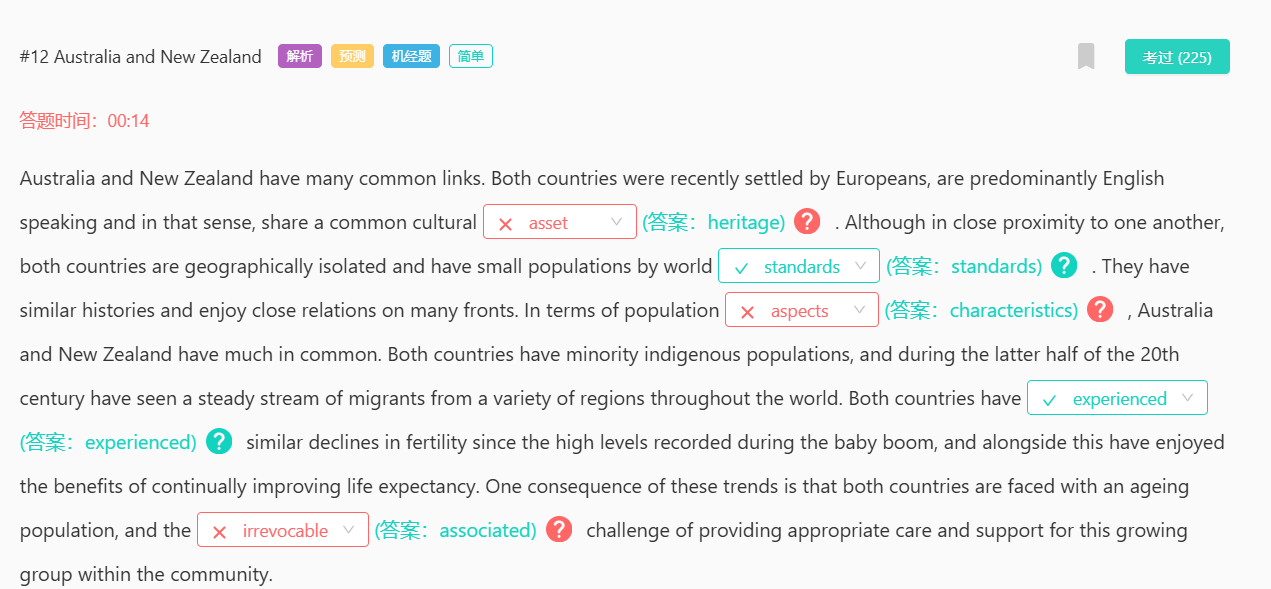 #12 Australia and New Zealand 解析 预测 机经题 简单 考过 (225)
答题时间：00:14
Australia and New Zealand have many common links. Both countries were recently settled by Europeans, are predominantly English
speaking and in that sense, share a common cultural asset (答案：heritage) ? . Although in close proximity to one another,
both countries are geographically isolated and have small populations by world standards (答案：standards) ? . They have
similar histories and enjoy close relations on many fronts. In terms of population aspects (答案：characteristics) ? , Australia
and New Zealand have much in common. Both countries have minority indigenous populations, and during the latter half of the 20th
century have seen a steady stream of migrants from a variety of regions throughout the world. Both countries have experienced
(答案：experienced) ? similar declines in fertility since the high levels recorded during the baby boom, and alongside this have enjoyed
the benefits of continually improving life expectancy. One consequence of these trends is that both countries are faced with an ageing
population, and the irrevocable (答案：associated) ? challenge of providing appropriate care and support for this growing
group within the community.